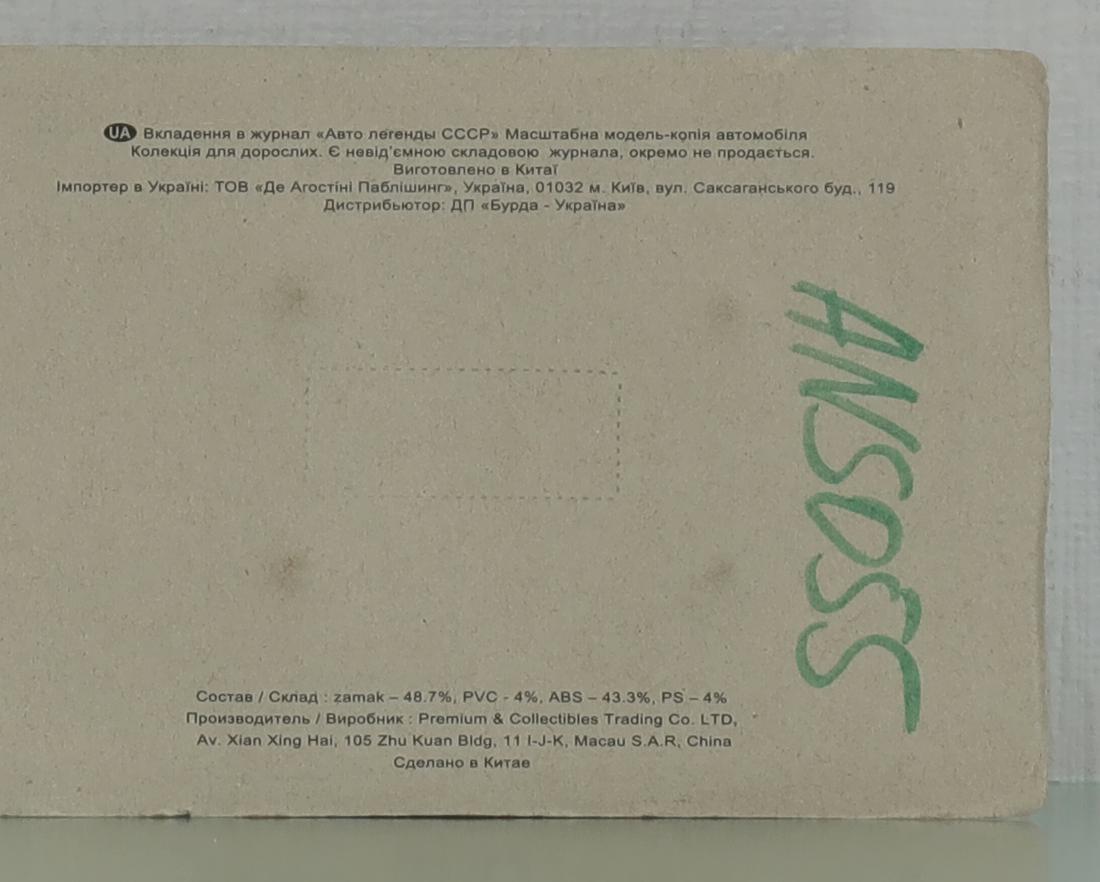 UA Вкладення в журнал «Авто легенды СССР» Масштабна модель-копія автомобіля
Колекція для дорослих. Є невід'ємною складовою журнала, окремо не продається.
Виготовлено в Китаї
Імпортер в Україні: ТОВ «Де Агостіні Паблішинг», Україна, 01032 м. Київ, вул. Саксаганського буд., 119
Дистрибьютор: ДП «Бурда - Україна»
Состав / Склад : zamak – 48.7%, PVC - 4%, ABS – 43.3%, PS – 4%
Производитель / Виробник : Premium & Collectibles Trading Co. LTD,
Av. Xian Xing Hai, 105 Zhu Kuan Bldg, 11 I-J-K, Macau S.A.R, China
Сделано в Китае